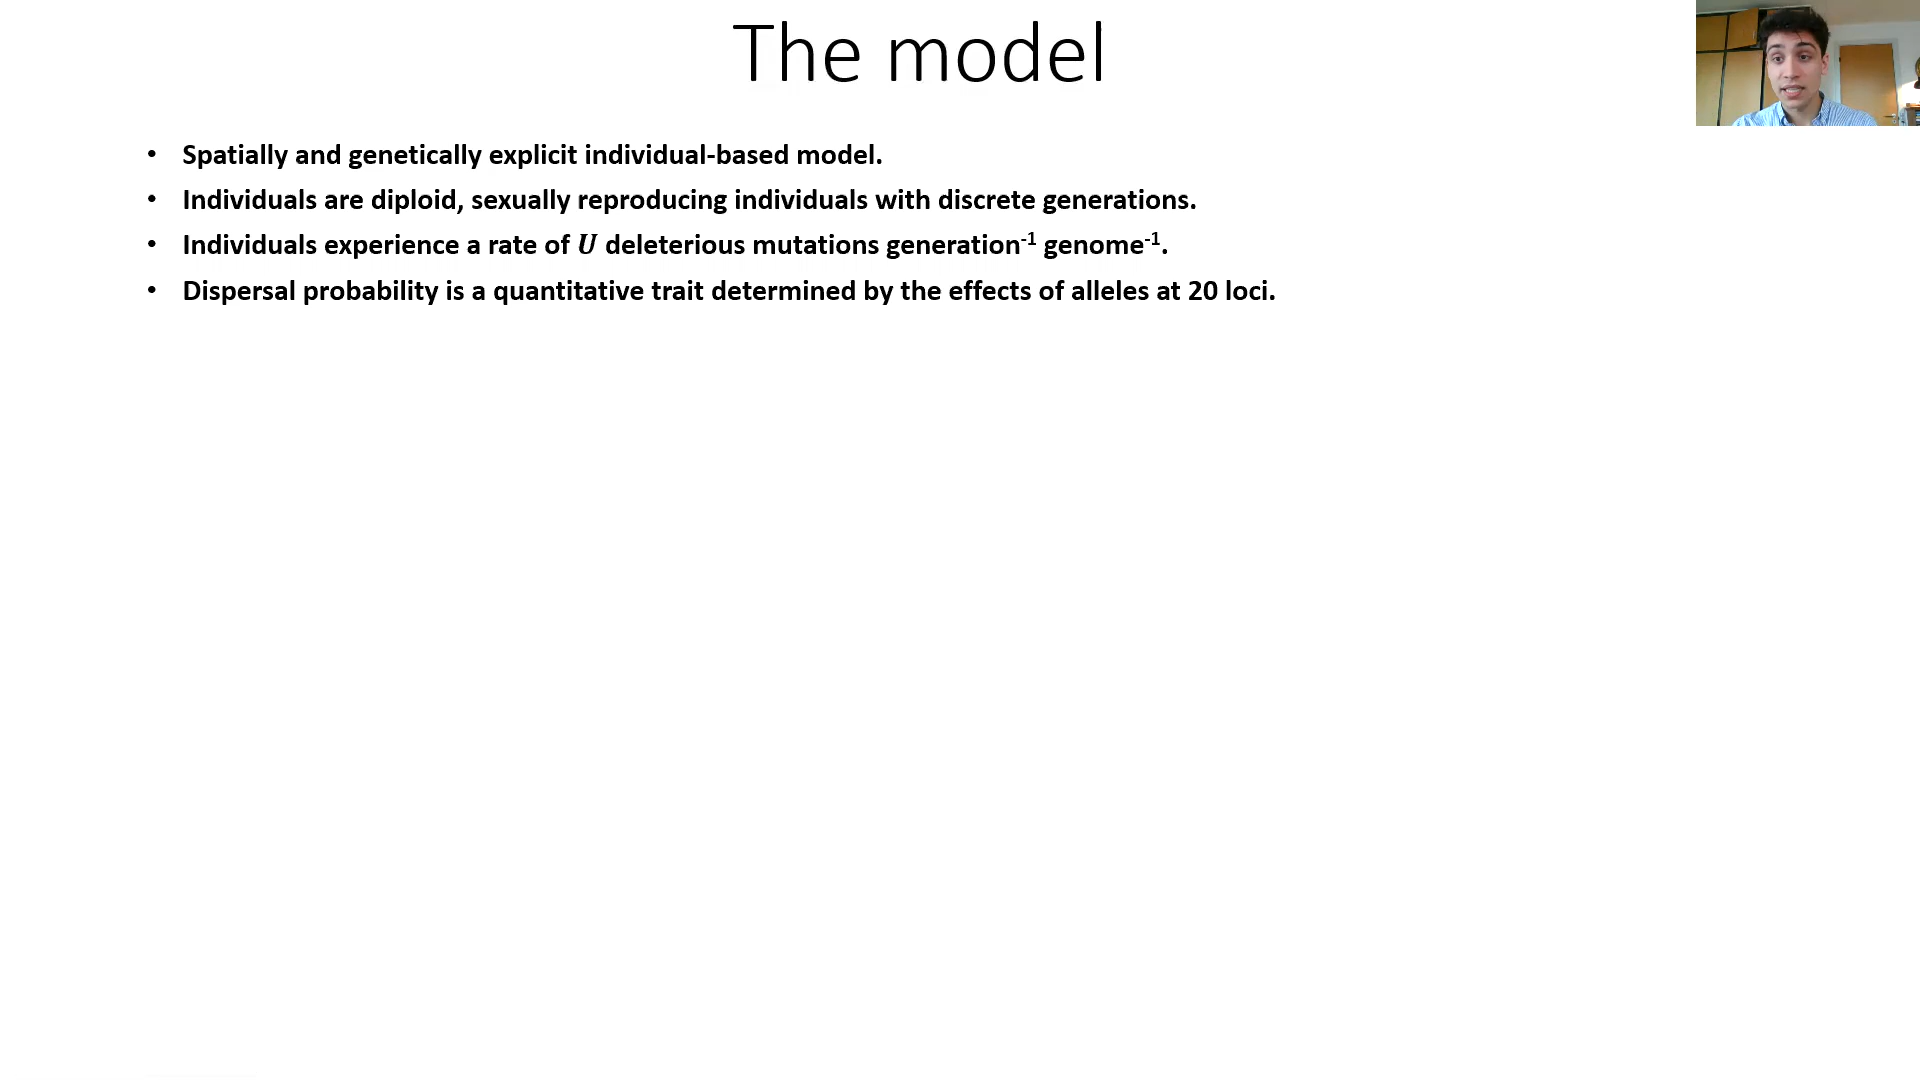 The model
• Spatially and genetically explicit individual-based model.
• Individuals are diploid, sexually reproducing individuals with discrete generations.
• Individuals experience a rate of U deleterious mutations generation⁻¹ genome⁻¹.
• Dispersal probability is a quantitative trait determined by the effects of alleles at 20 loci.